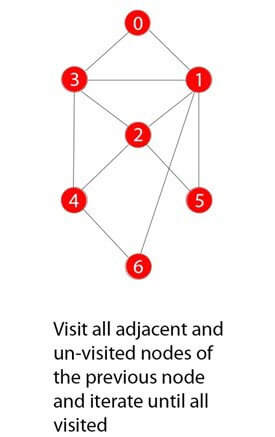 0
3 1
2
4 5
6
Visit all adjacent and
un-visited nodes of
the previous node
and iterate until all
visited